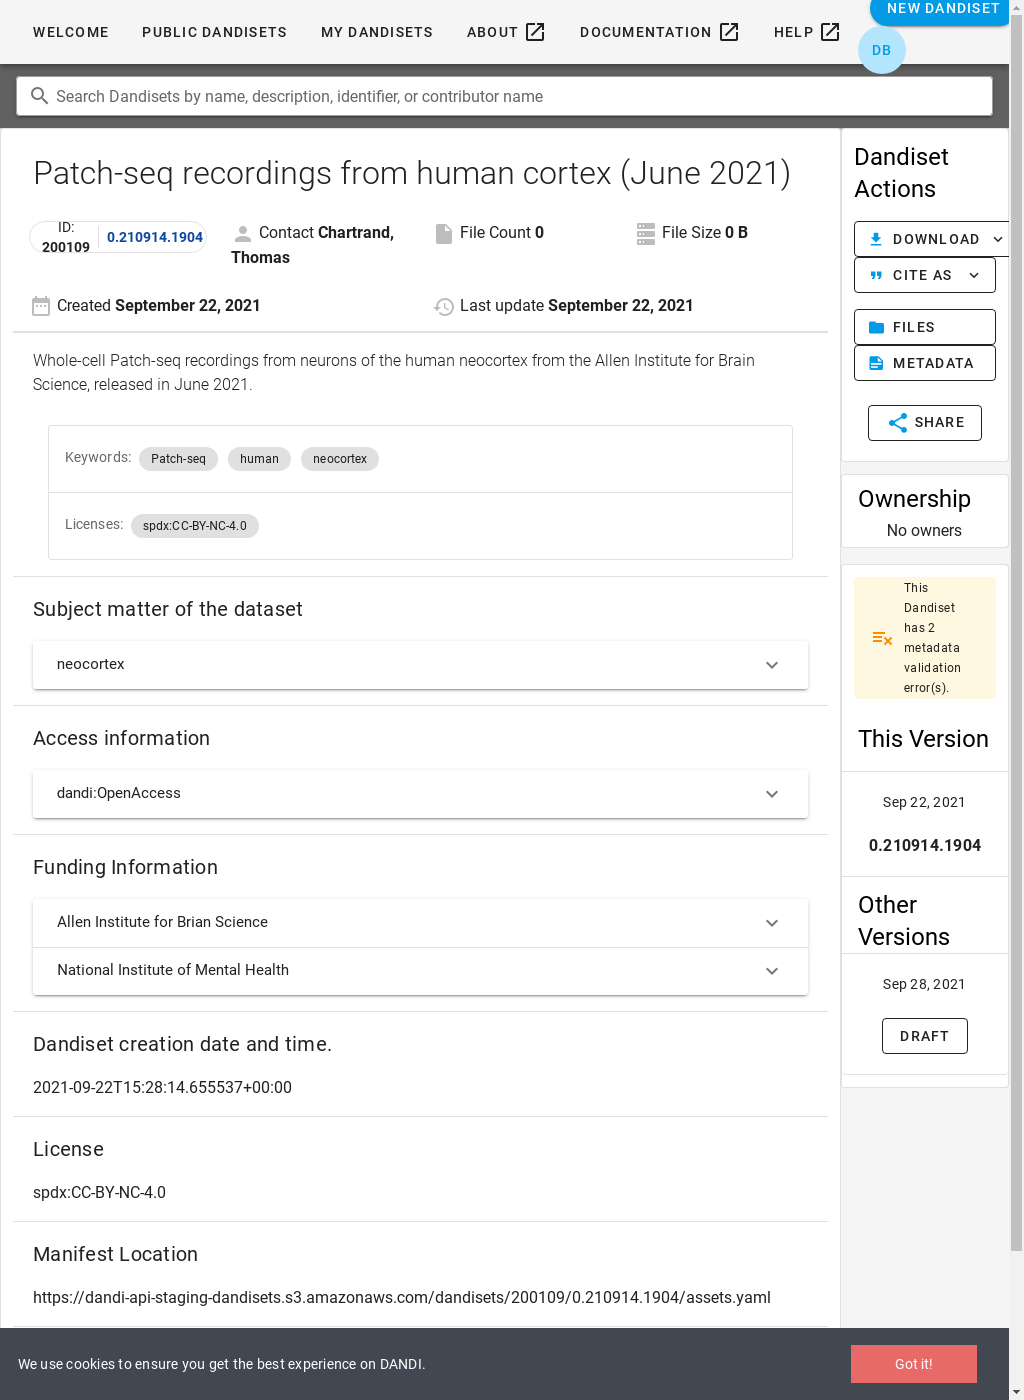 WELCOME
PUBLIC DANDISETS
MY DANDISETS
ABOUT
DOCUMENTATION
HELP
NEW DANDISET
DB
Search Dandisets by name, description, identifier, or contributor name
Patch-seq recordings from human cortex (June 2021)
ID:
200109
0.210914.1904
Contact Chartrand,
Thomas
File Count 0
File Size 0 B
Created September 22, 2021
Last update September 22, 2021
Whole-cell Patch-seq recordings from neurons of the human neocortex from the Allen Institute for Brain
Science, released in June 2021.
Keywords: Patch-seq human neocortex
Licenses: spdx:CC-BY-NC-4.0
Subject matter of the dataset
neocortex
Access information
dandi:OpenAccess
Funding Information
Allen Institute for Brian Science
National Institute of Mental Health
Dandiset creation date and time.
2021-09-22T15:28:14.655537+00:00
License
spdx:CC-BY-NC-4.0
Manifest Location
https://dandi-api-staging-dandisets.s3.amazonaws.com/dandisets/200109/0.210914.1904/assets.yaml
Dandiset
Actions
DOWNLOAD
CITE AS
FILES
METADATA
SHARE
Ownership
No owners
This
Dandiset
has 2
metadata
validation
error(s).
This Version
Sep 22, 2021
0.210914.1904
Other
Versions
Sep 28, 2021
DRAFT
We use cookies to ensure you get the best experience on DANDI.
Got it!